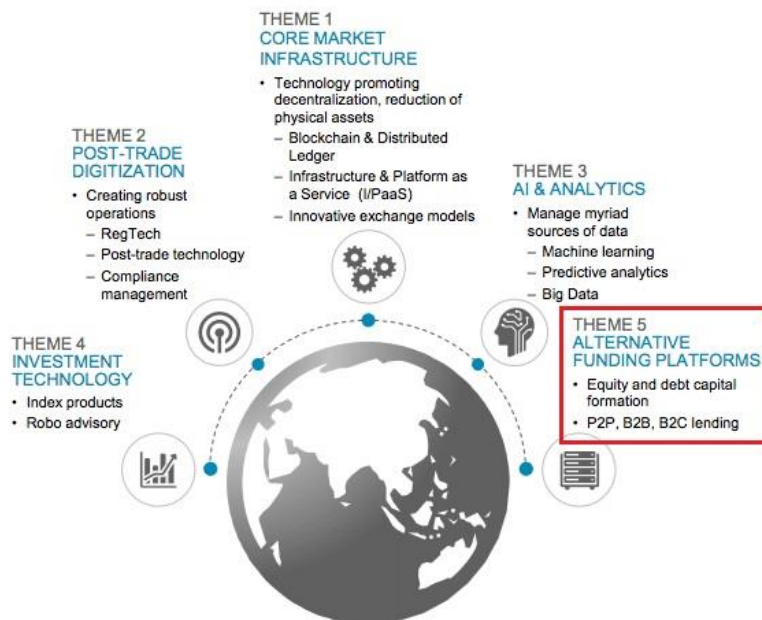 THEME 1
CORE MARKET
INFRASTRUCTURE
• Technology promoting
decentralization, reduction of
physical assets
– Blockchain & Distributed
Ledger
– Infrastructure & Platform as
a Service (I/PaaS)
– Innovative exchange models
THEME 2
POST-TRADE
DIGITIZATION
• Creating robust
operations
– RegTech
– Post-trade technology
– Compliance
management
THEME 3
AI & ANALYTICS
• Manage myriad
sources of data
– Machine learning
– Predictive analytics
– Big Data
THEME 4
INVESTMENT
TECHNOLOGY
• Index products
• Robo advisory
THEME 5
ALTERNATIVE
FUNDING PLATFORMS
• Equity and debt capital
formation
• P2P, B2B, B2C lending